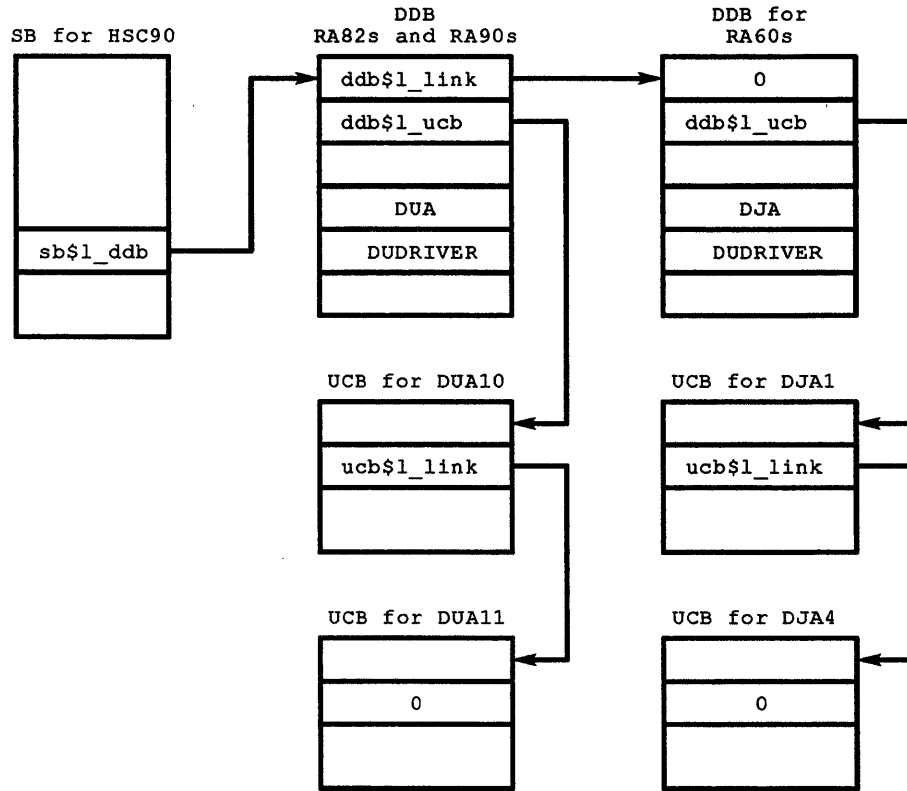 SB for HSC90
sb$l_ddb
DDB
RA82s and RA90s
ddb$l_link
ddb$l_ucb
DUA
DUDRIVER
DDB for
RA60s
0
ddb$l_ucb
DJA
DUDRIVER
UCB for DUA10
ucb$l_link
UCB for DJA1
ucb$l_link
UCB for DUA11
0
UCB for DJA4
0